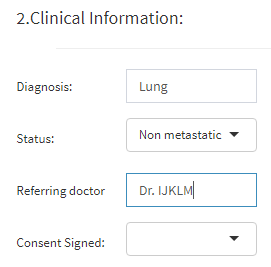 2.Clinical Information:
Diagnosis: Lung
Status: Non metastatic
Referring doctor Dr. IJKLM
Consent Signed: